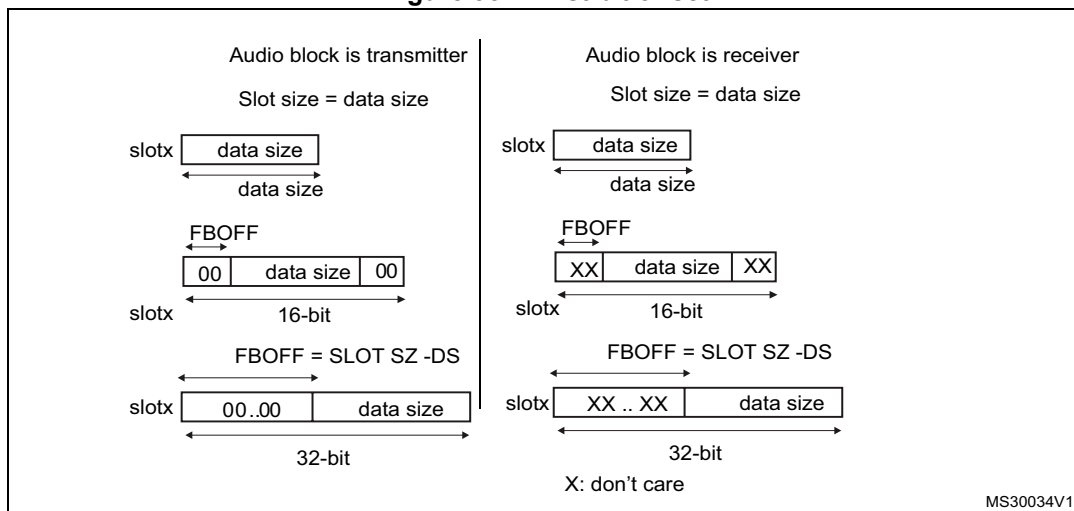 Audio block is transmitter
Slot size = data size
slotx data size
data size
FBOFF
00 data size 00
slotx 16-bit
FBOFF = SLOT SZ -DS
slotx 00..00 data size
32-bit
Audio block is receiver
Slot size = data size
slotx data size
data size
FBOFF
XX data size XX
slotx 16-bit
FBOFF = SLOT SZ -DS
slotx XX .. XX data size
32-bit
X: don't care
MS30034V1